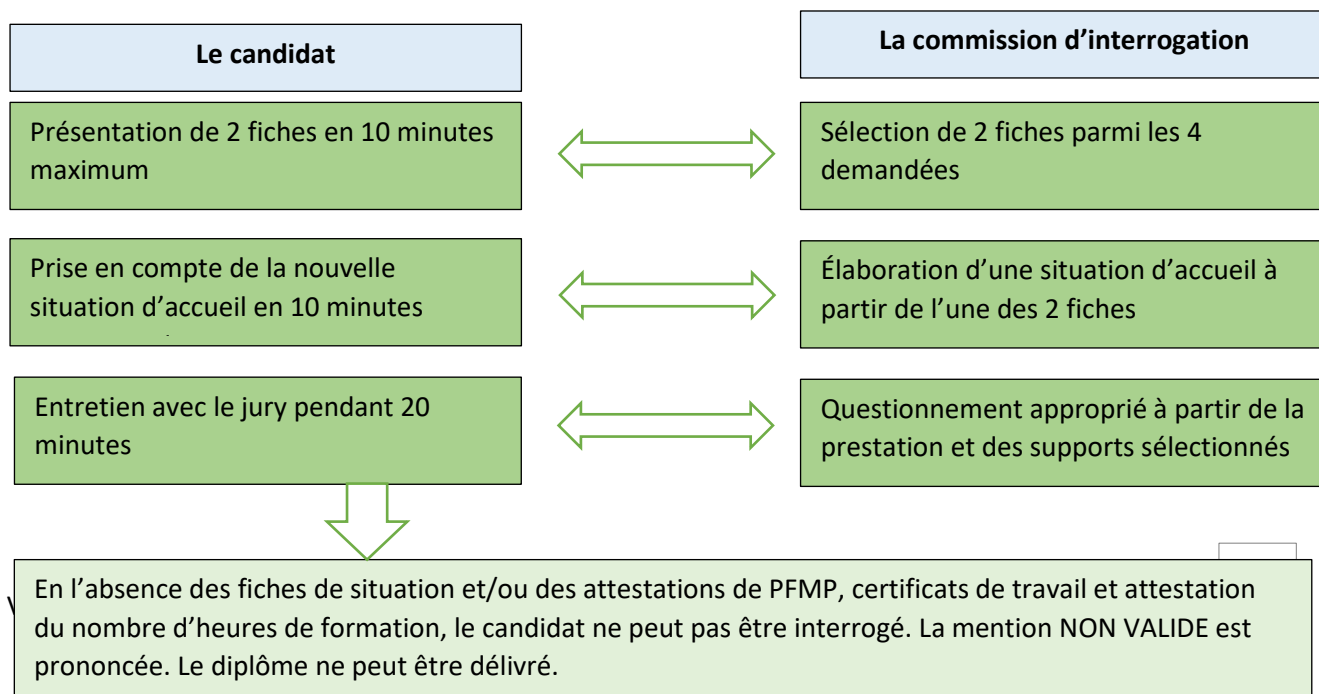 Le candidat
La commission d’interrogation
Présentation de 2 fiches en 10 minutes
maximum
Sélection de 2 fiches parmi les 4
demandées
Prise en compte de la nouvelle
situation d’accueil en 10 minutes
Élaboration d’une situation d’accueil à
partir de l’une des 2 fiches
Entretien avec le jury pendant 20
minutes
Questionnement approprié à partir de la
prestation et des supports sélectionnés
En l’absence des fiches de situation et/ou des attestations de PFMP, certificats de travail et attestation
du nombre d’heures de formation, le candidat ne peut pas être interrogé. La mention NON VALIDE est
prononcée. Le diplôme ne peut être délivré.